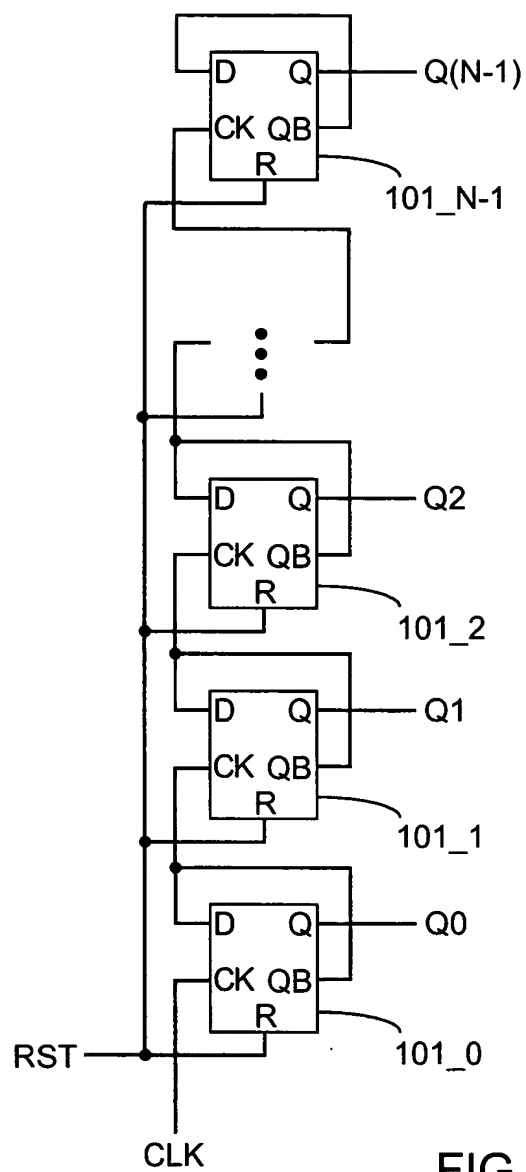 D Q Q(N-1)
CK QB
R
101_N-1
D Q Q2
CK QB
R
101_2
D Q Q1
CK QB
R
101_1
D Q Q0
CK QB
R
101_0
RST
CLK
FIG